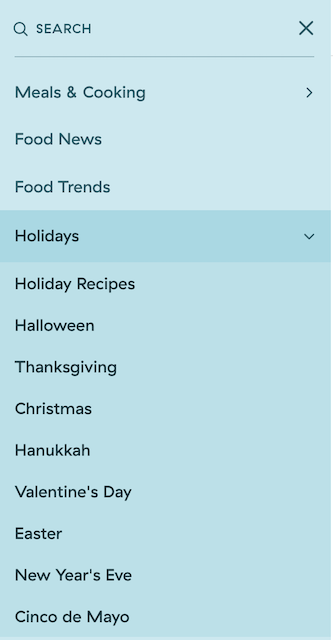 SEARCH
Meals & Cooking
Food News
Food Trends
Holidays
Holiday Recipes
Halloween
Thanksgiving
Christmas
Hanukkah
Valentine's Day
Easter
New Year's Eve
Cinco de Mayo